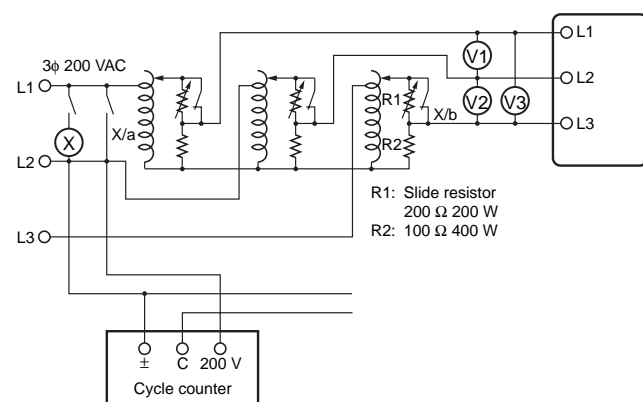 3ϕ 200 VAC
L1
X
L2
L3
X/a
R1
R2
X/b
V1
V2
V3
L1
L2
L3
R1: Slide resistor
200 Ω 200 W
R2: 100 Ω 400 W
± C 200 V
Cycle counter